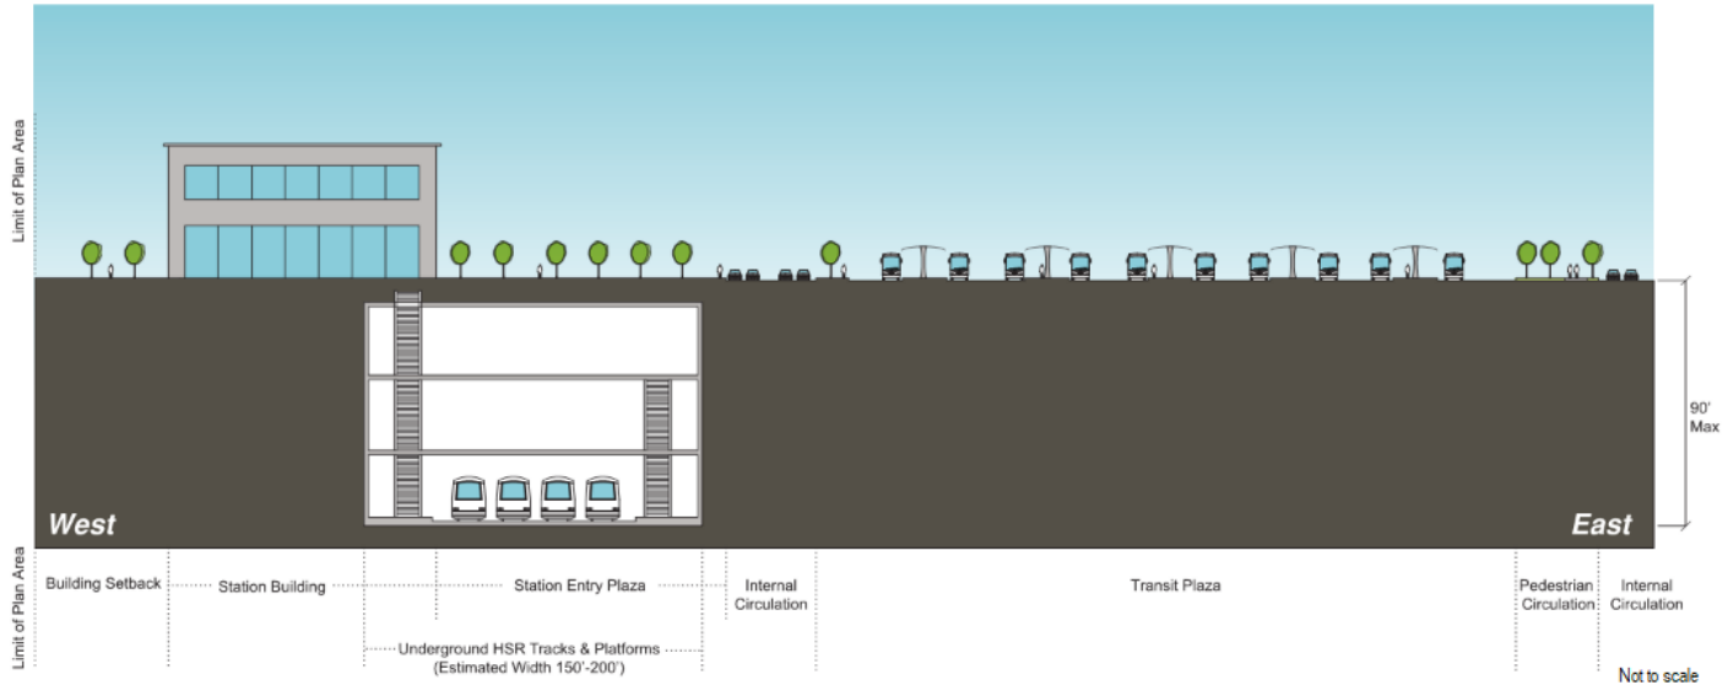 Limit of Plan Area
90'
Max
West
East
Limit of Plan Area
Building Setback
Station Building
Station Entry Plaza
Internal
Circulation
Transit Plaza
Pedestrian
Circulation
Internal
Circulation
Underground HSR Tracks & Platforms
(Estimated Width 150'-200')
Not to scale